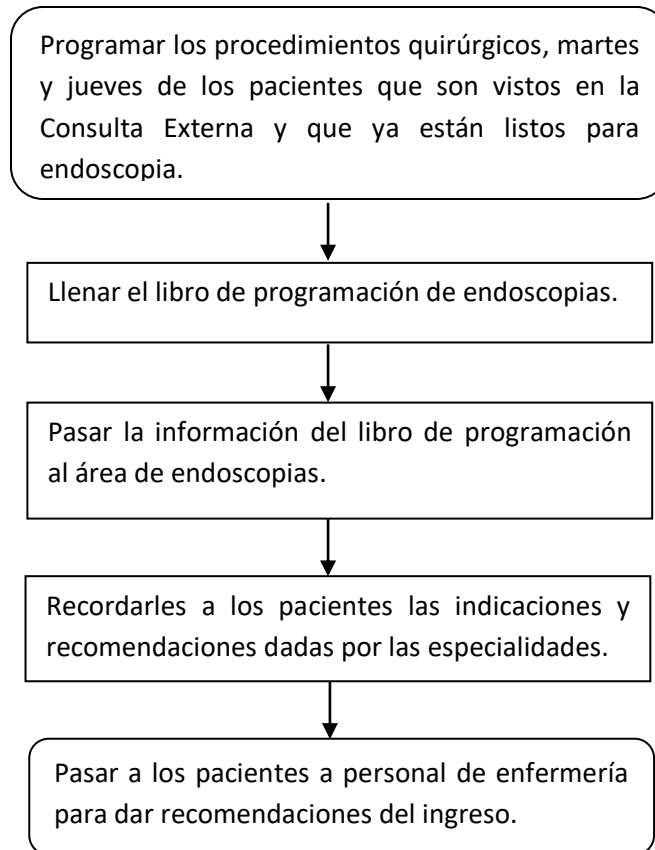 Programar los procedimientos quirúrgicos, martes
y jueves de los pacientes que son vistos en la
Consulta Externa y que ya están listos para
endoscopia.
Llenar el libro de programación de endoscopias.
Pasar la información del libro de programación
al área de endoscopias.
Recordarles a los pacientes las indicaciones y
recomendaciones dadas por las especialidades.
Pasar a los pacientes a personal de enfermería
para dar recomendaciones del ingreso.